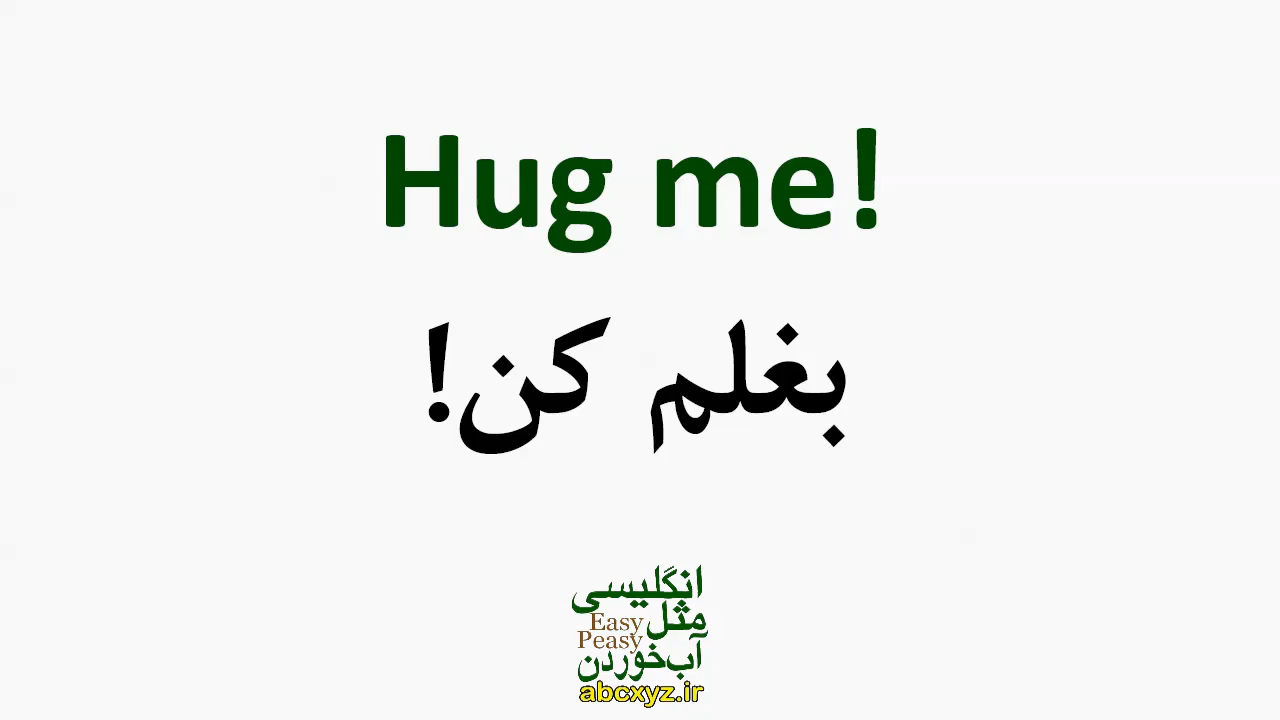 Hug me!
بغلم کن!
انگلیسی
مثل Easy
Peasy
آب‌خوردن
abcxyz.ir